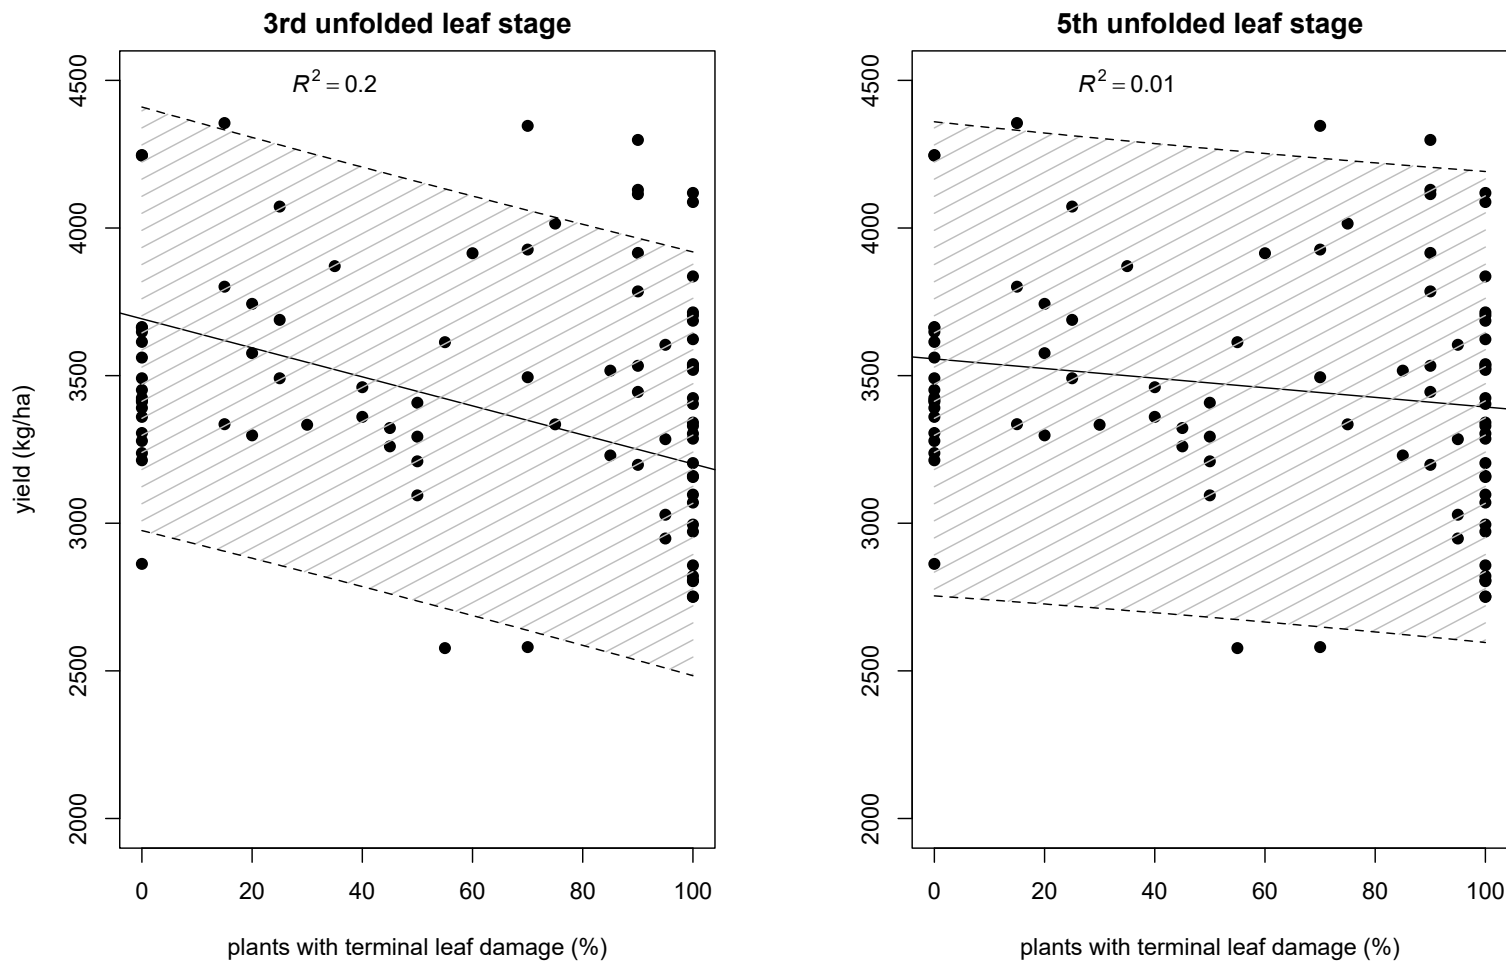 3rd unfolded leaf stage
R² = 0.2
yield (kg/ha)
4500
4000
3500
3000
2500
2000
0 20 40 60 80 100
plants with terminal leaf damage (%)
5th unfolded leaf stage
R² = 0.01
4500
4000
3500
3000
2500
2000
0 20 40 60 80 100
plants with terminal leaf damage (%)